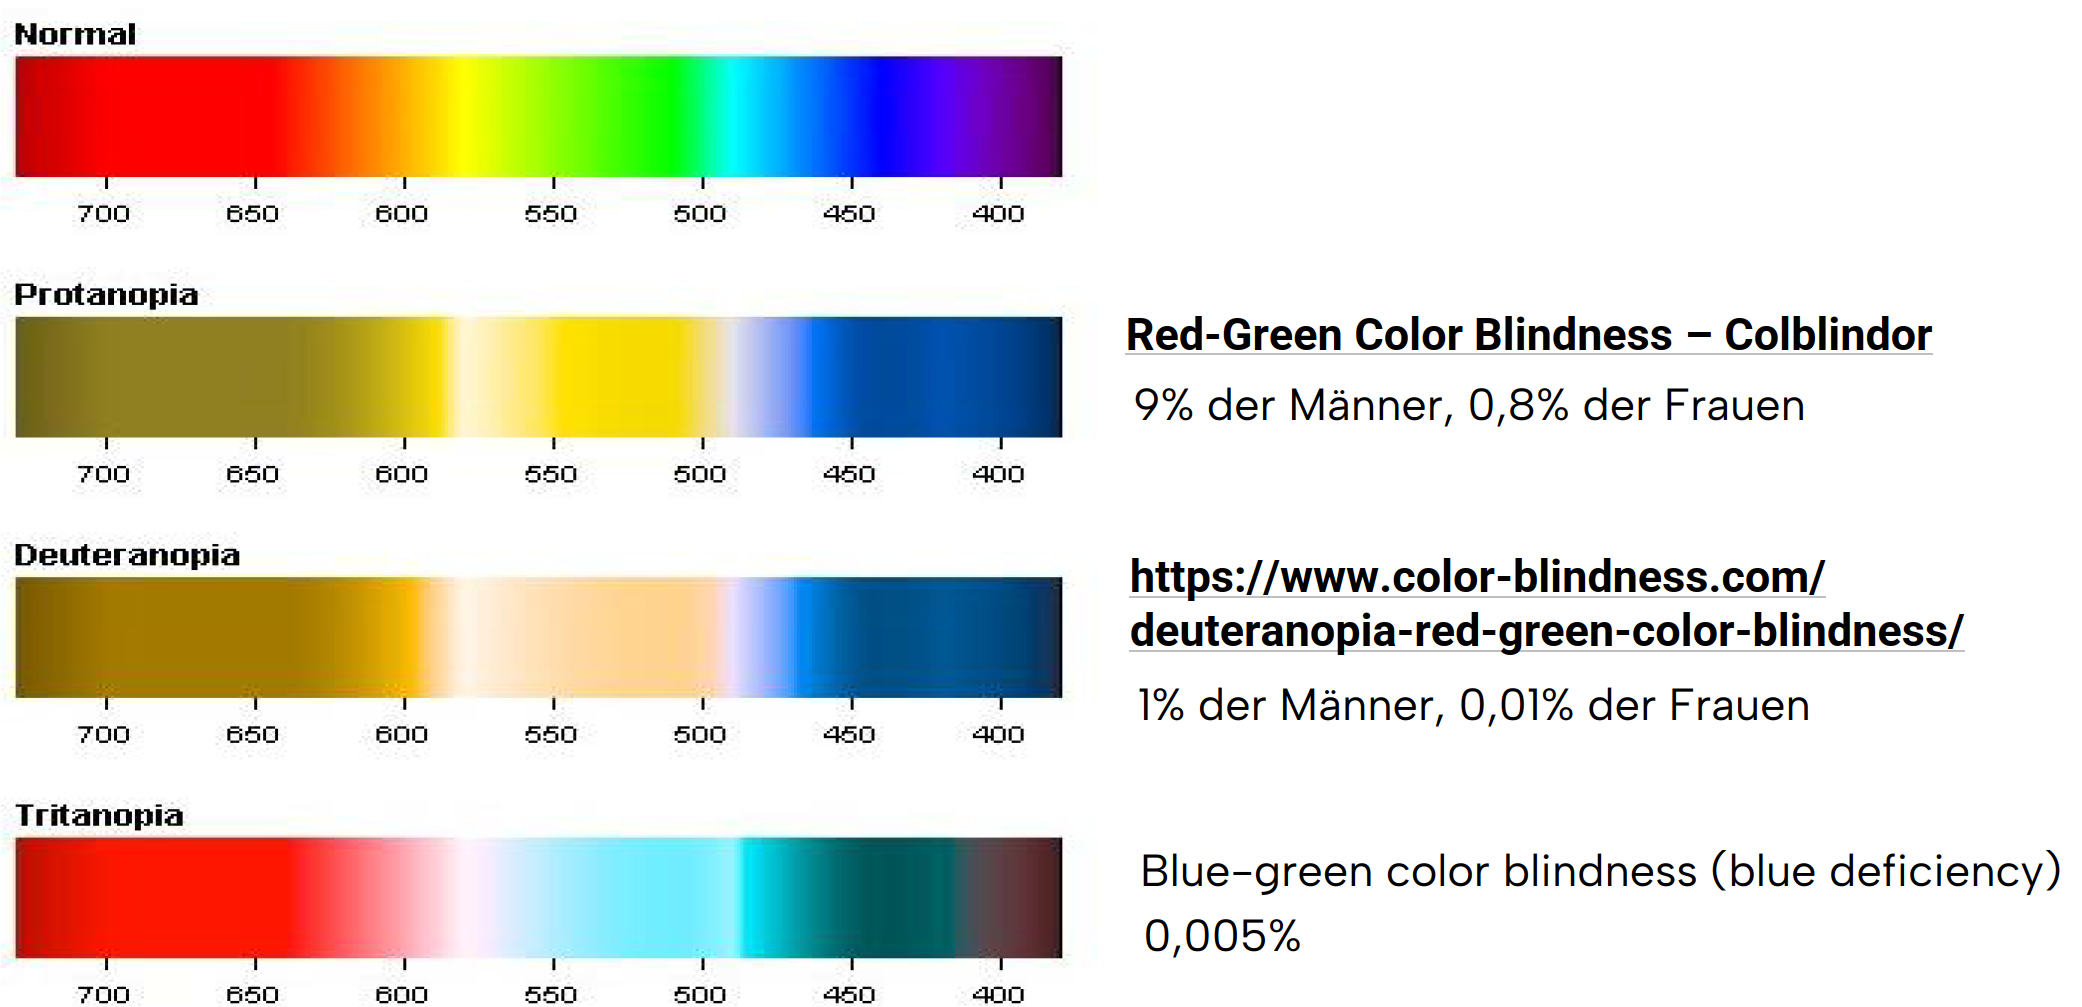 Normal
700 650 600 550 500 450 400
Protanopia
700 650 600 550 500 450 400
Red-Green Color Blindness – Colblindor
9% der Männer, 0,8% der Frauen
Deuteranopia
700 650 600 550 500 450 400
https://www.color-blindness.com/
deuteranopia-red-green-color-blindness/
1% der Männer, 0,01% der Frauen
Tritanopia
700 650 600 550 500 450 400
Blue-green color blindness (blue deficiency)
0,005%